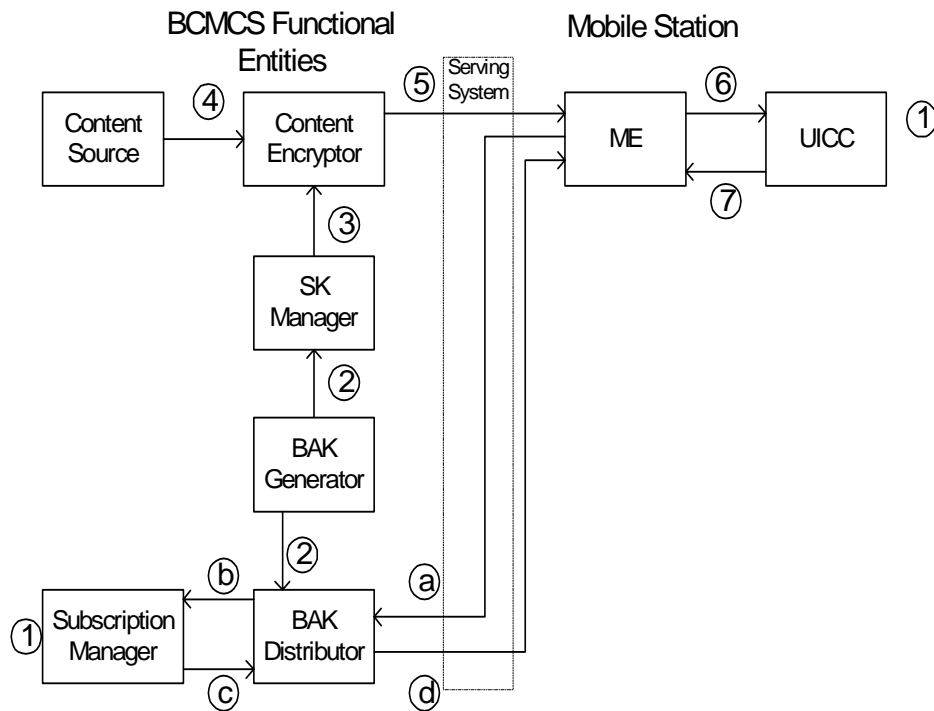 BCMCS Functional
Entities
Mobile Station
Serving
System
4
5
6
1
Content
Source
Content
Encryptor
ME
UICC
7
3
SK
Manager
2
BAK
Generator
2
b
a
1
Subscription
Manager
BAK
Distributor
c
d